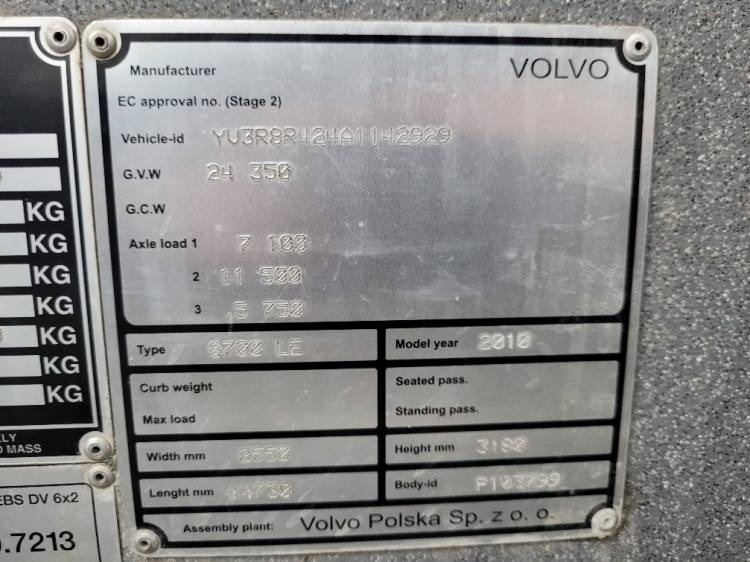 Manufacturer VOLVO
EC approval no. (Stage 2)
Vehicle-id YV3R8R424A1142929
G.V.W 24 350
G.C.W
Axle load 1 7 100
2 11 500
3 5 750
Type 8700 LE Model year 2010
Curb weight Seated pass.
Max load Standing pass.
Width mm 2550 Height mm 3190
Lenght mm 14730 Body-id P103799
Assembly plant: Volvo Polska Sp. z o. o.
KG
KG
KG
KG
KG
KG
KG
MASS
EBS DV 6x2
.7213